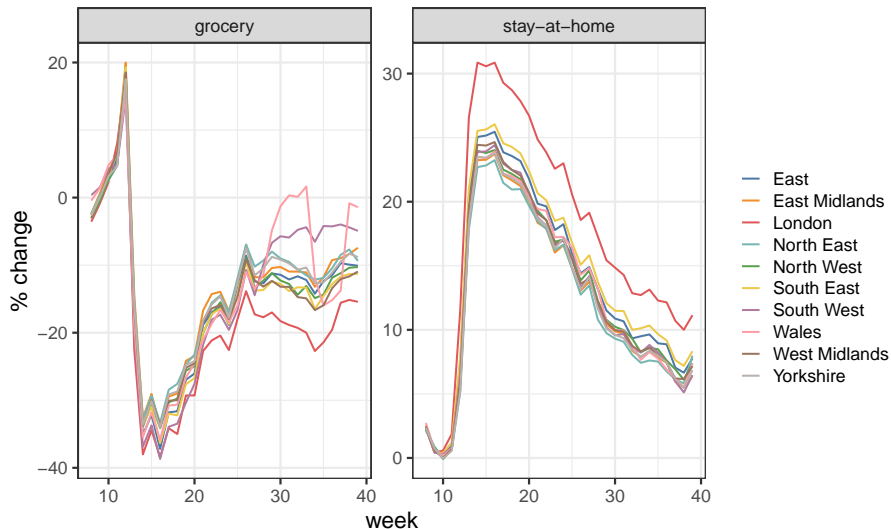 grocery
stay−at−home
20
0
−20
−40
30
20
10
0
10
20
30
40
10
20
30
40
% change
week
East
East Midlands
London
North East
North West
South East
South West
Wales
West Midlands
Yorkshire